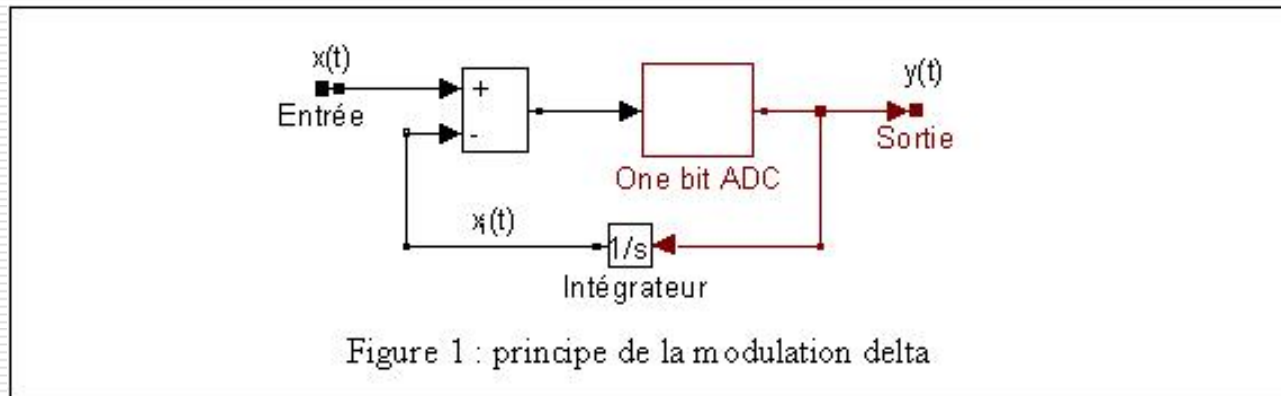 x(t)
Entrée
+
-
One bit ADC
y(t)
Sortie
xi(t)
1/s
Intégrateur
Figure 1 : principe de la modulation delta